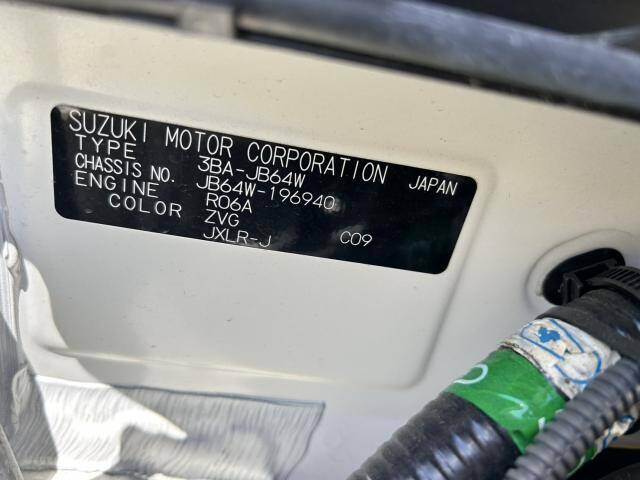 SUZUKI MOTOR CORPORATION JAPAN
TYPE 3BA-JB64W
CHASSIS NO. JB64W-196940
ENGINE R06A
COLOR ZVG
JXLR-J C09